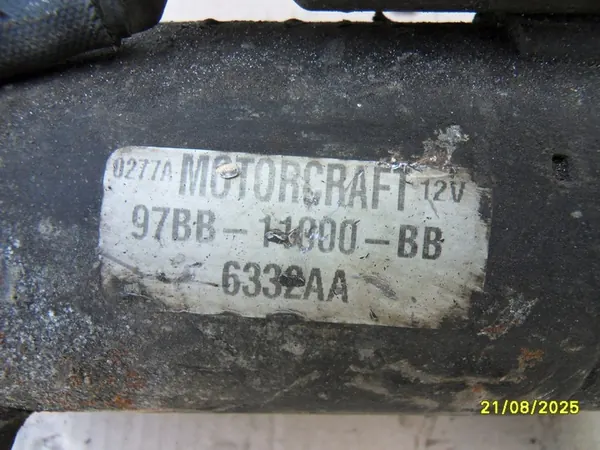 0277A MOTORCRAFT 12V
97BB-11000-BB
6332AA
21/08/2025